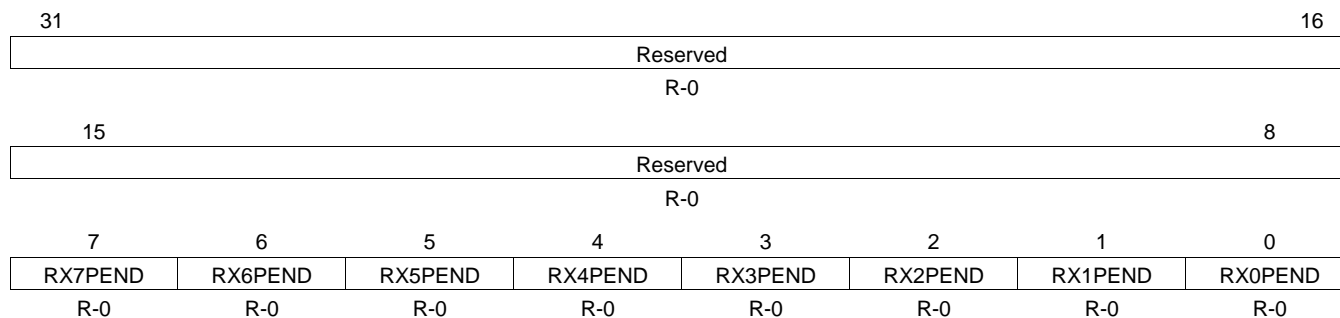 31 16
Reserved
R-0
15 8
Reserved
R-0
7 6 5 4 3 2 1 0
RX7PEND RX6PEND RX5PEND RX4PEND RX3PEND RX2PEND RX1PEND RX0PEND
R-0 R-0 R-0 R-0 R-0 R-0 R-0 R-0